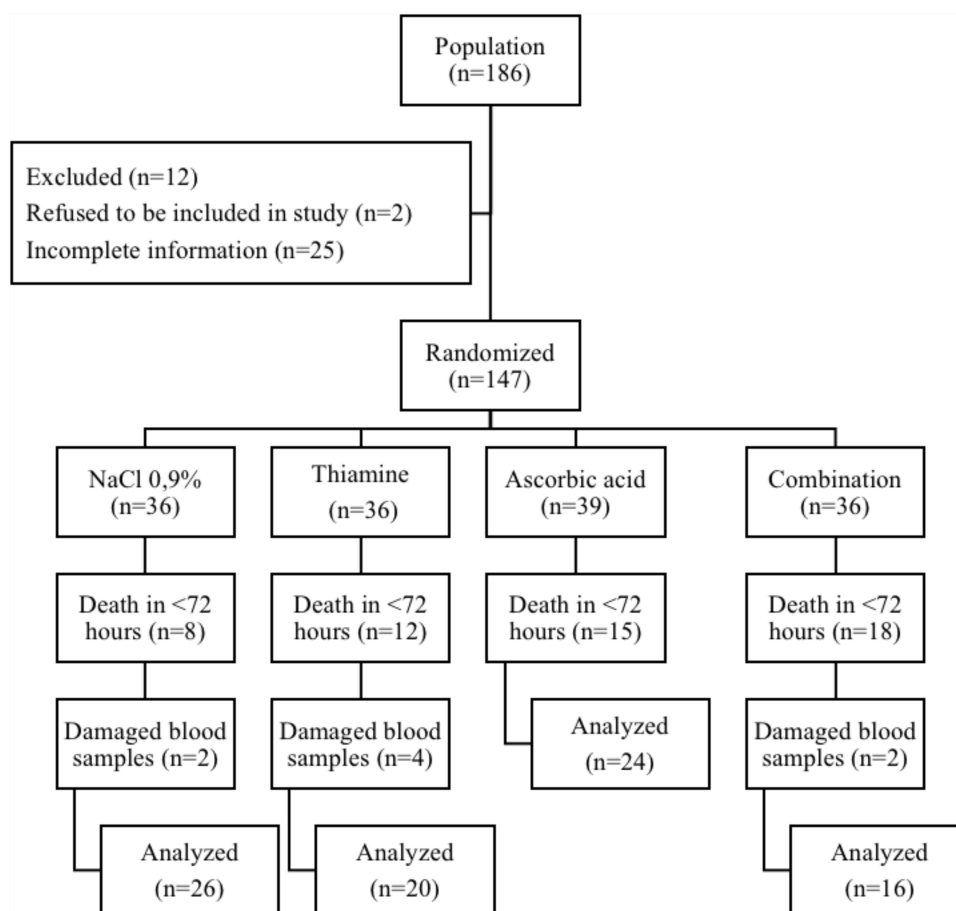 Population
(n=186)
Excluded (n=12)
Refused to be included in study (n=2)
Incomplete information (n=25)
Randomized
(n=147)
NaCl 0,9%
(n=36)
Thiamine
(n=36)
Ascorbic acid
(n=39)
Combination
(n=36)
Death in <72
hours (n=8)
Death in <72
hours (n=12)
Death in <72
hours (n=15)
Death in <72
hours (n=18)
Damaged blood
samples (n=2)
Damaged blood
samples (n=4)
Analyzed
(n=24)
Damaged blood
samples (n=2)
Analyzed
(n=26)
Analyzed
(n=20)
Analyzed
(n=16)